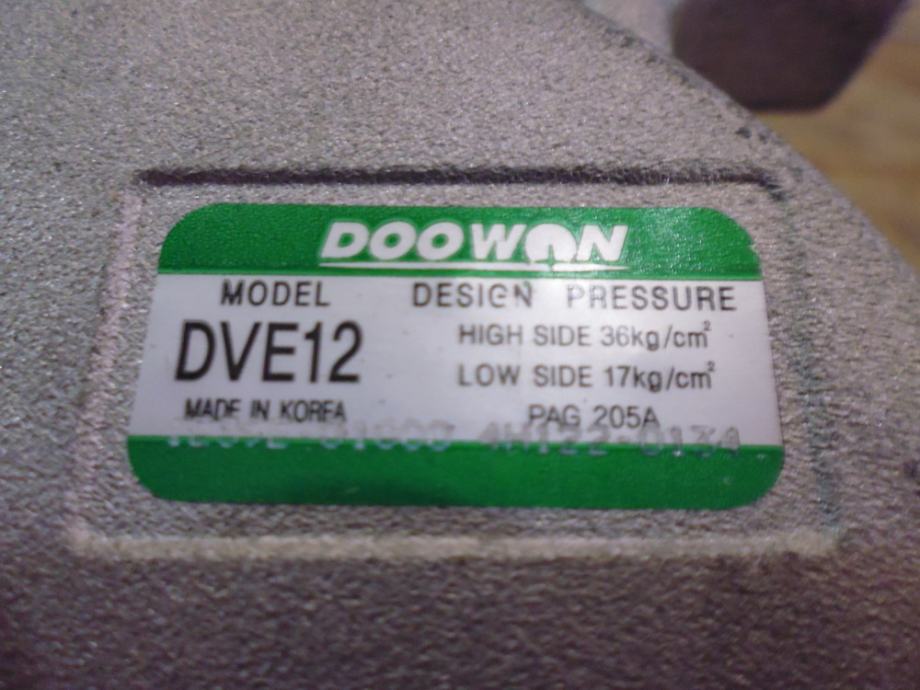 DOOWON
MODEL
DVE12
MADE IN KOREA
DESIGN PRESSURE
HIGH SIDE 36kg/cm²
LOW SIDE 17kg/cm²
PAG 205A